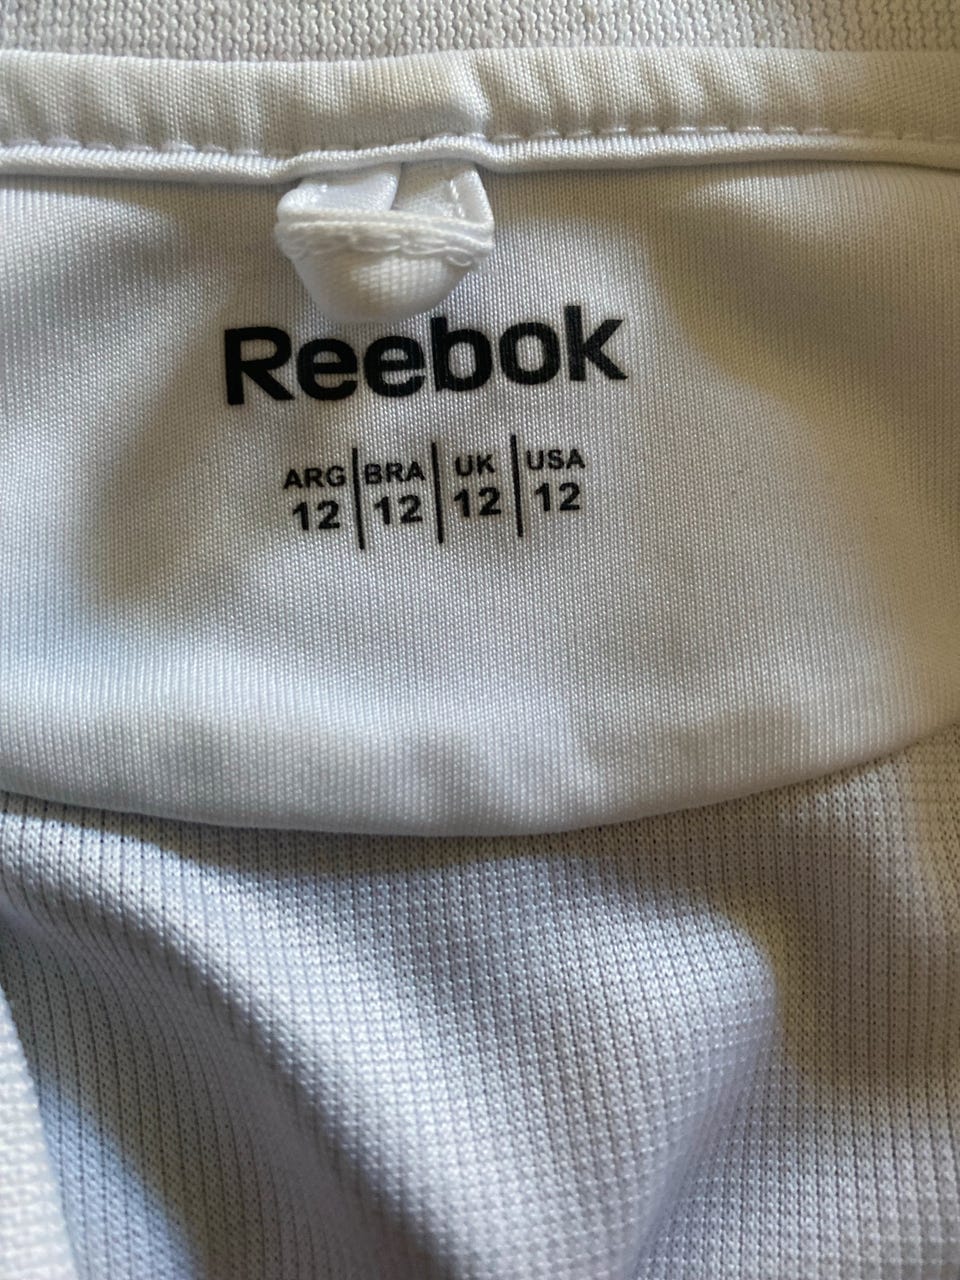 Reebok
ARG | BRA | UK | USA
12 | 12 | 12 | 12